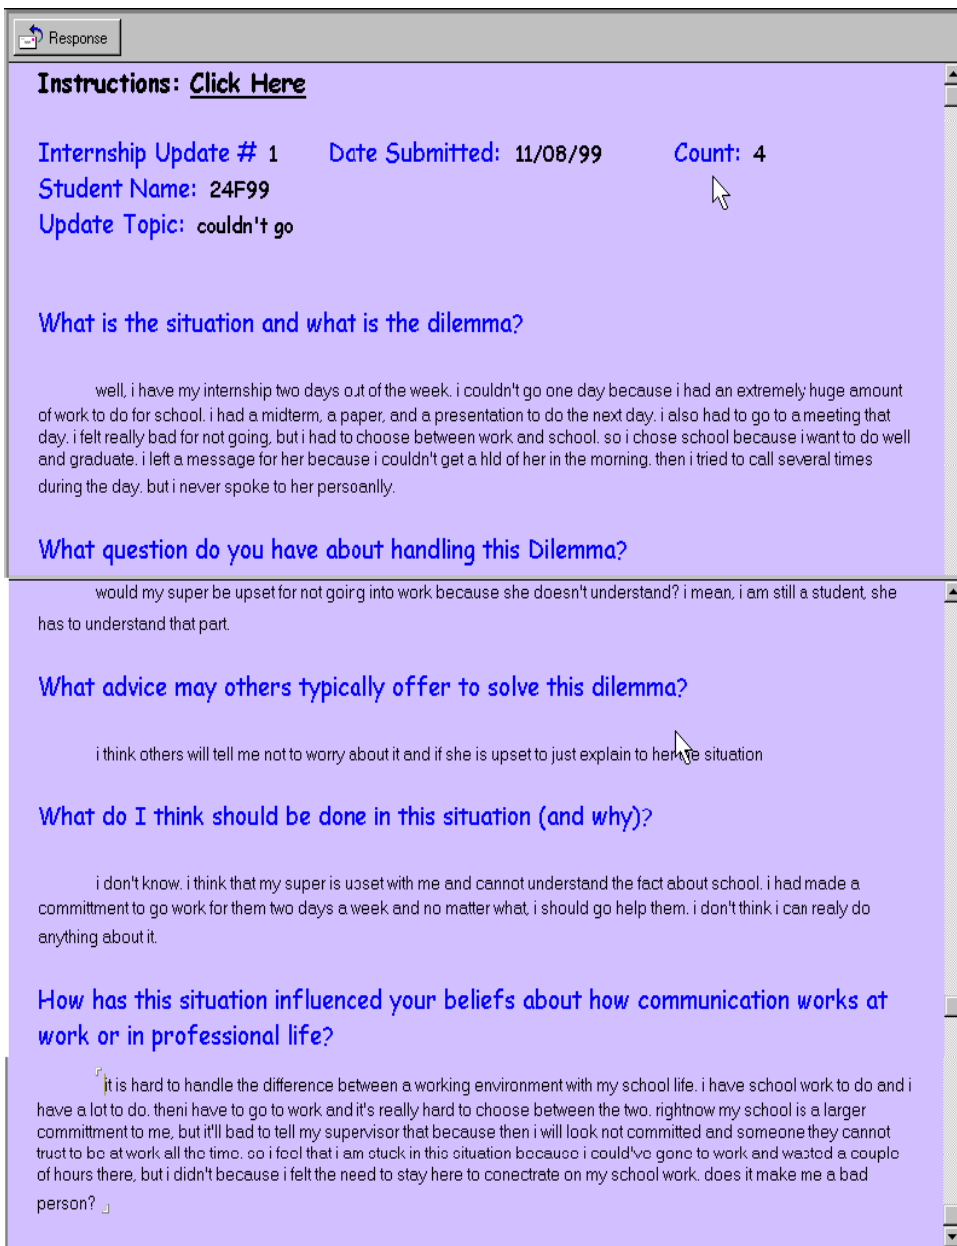 Response
Instructions: Click Here
Internship Update # 1 Date Submitted: 11/08/99 Count: 4
Student Name: 24F99
Update Topic: couldn't go
What is the situation and what is the dilemma?
well, i have my internship two days out of the week. i couldn't go one day because i had an extremely huge amount
of work to do for school. i had a midterm, a paper, and a presentation to do the next day. i also had to go to a meeting that
day. i felt really bad for not going, but i had to choose between work and school. so i chose school because i want to do well
and graduate. i left a message for her because i couldn't get a hld of her in the morning. then i tried to call several times
during the day. but i never spoke to her persoanlly.
What question do you have about handling this Dilemma?
would my super be upset for not going into work because she doesn't understand? i mean, i am still a student, she
has to understand that part.
What advice may others typically offer to solve this dilemma?
i think others will tell me not to worry about it and if she is upset to just explain to her the situation
What do I think should be done in this situation (and why)?
i don't know. i think that my super is upset with me and cannot understand the fact about school. i had made a
committment to go work for them two days a week and no matter what, i should go help them. i don't think i can realy do
anything about it.
How has this situation influenced your beliefs about how communication works at
work or in professional life?
it is hard to handle the difference between a working environment with my school life. i have school work to do and i
have a lot to do. theni have to go to work and it's really hard to choose between the two. rightnow my school is a larger
committment to me, but it'll bad to tell my supervisor that because then i will look not committed and someone they cannot
trust to be at work all the time. so i feel that i am stuck in this situation because i could've gone to work and wasted a couple
of hours there, but i didn't because i felt the need to stay here to conectrate on my school work. does it make me a bad
person?